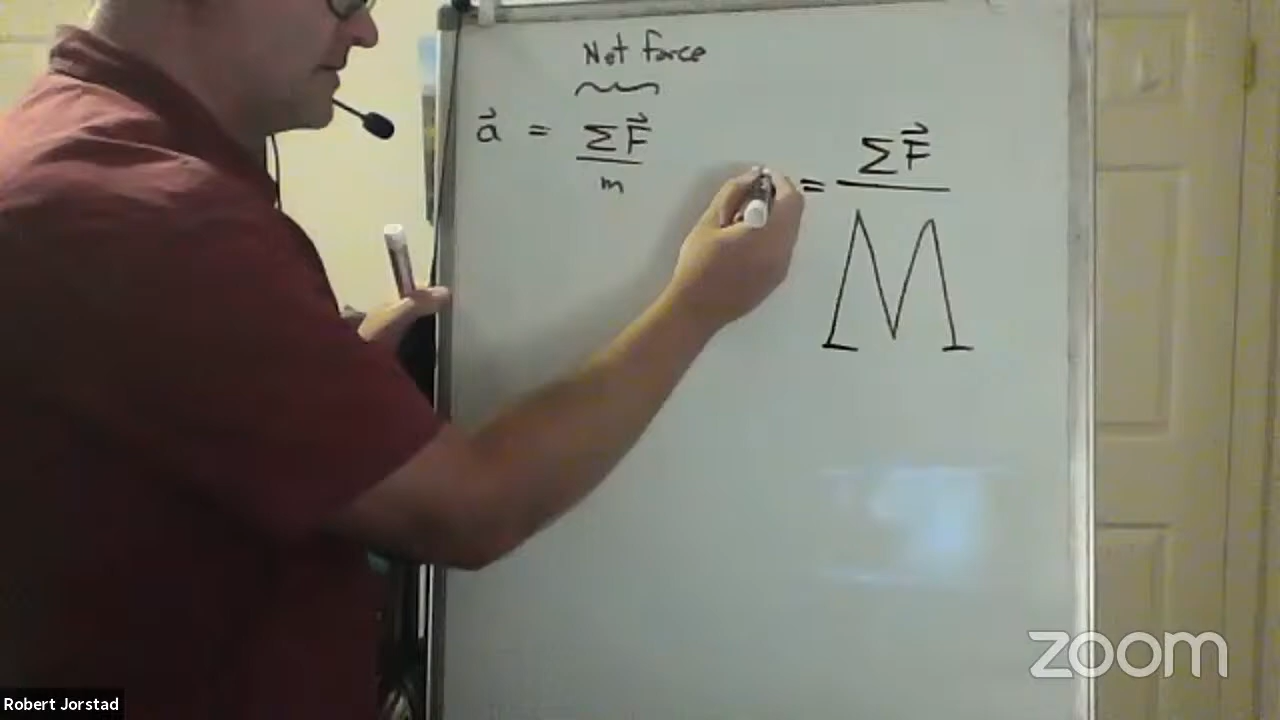 Net force
a⃗ = ΣF⃗
m
= ΣF⃗
M
zoom
Robert Jorstad